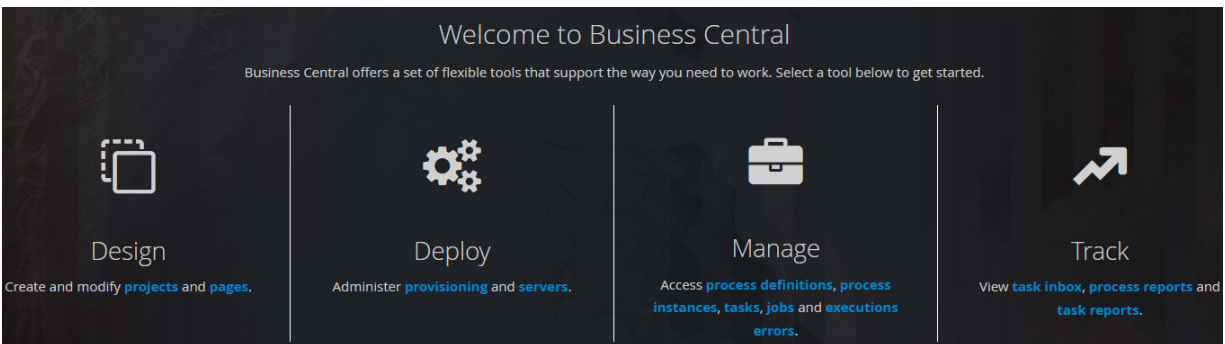 Welcome to Business Central
Business Central offers a set of flexible tools that support the way you need to work. Select a tool below to get started.
Design
Create and modify projects and pages.
Deploy
Administer provisioning and servers.
Manage
Access process definitions, process
instances, tasks, jobs and executions
errors.
Track
View task inbox, process reports and
task reports.